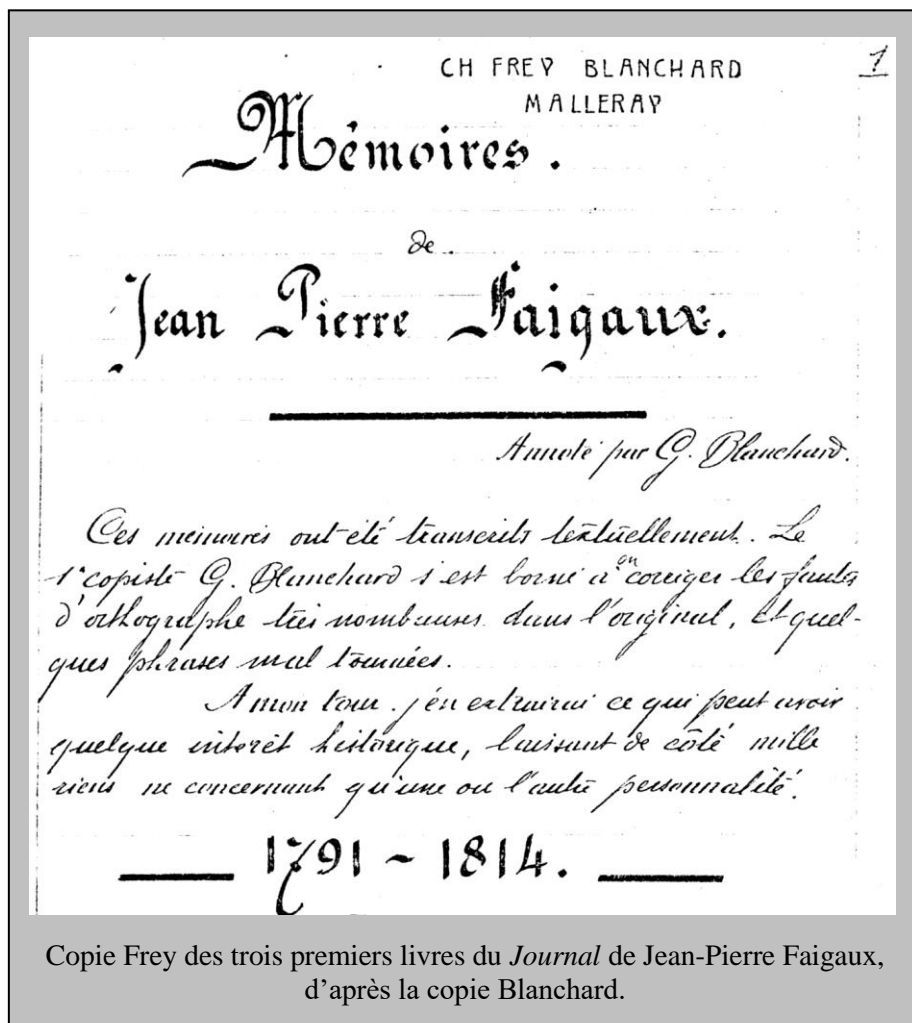 CH FREY BLANCHARD
MALLERAY
1
Mémoires.
de
Jean Pierre Faigaux.
Annoté par G. Blanchard.
Ces mémoires ont été transcrits textuellement. Le
1er copiste G. Blanchard s'est borné à en corriger les fautes
d'orthographe très nombreuses dans l'original, et quel-
ques phrases mal tournées.
A mon tour j'en extrairai ce qui peut avoir
quelque intérêt historique, laissant de côté mille
riens ne concernant qu'une ou l'autre personnalité.
1791 ~ 1814.
Copie Frey des trois premiers livres du Journal de Jean-Pierre Faigaux,
d'après la copie Blanchard.